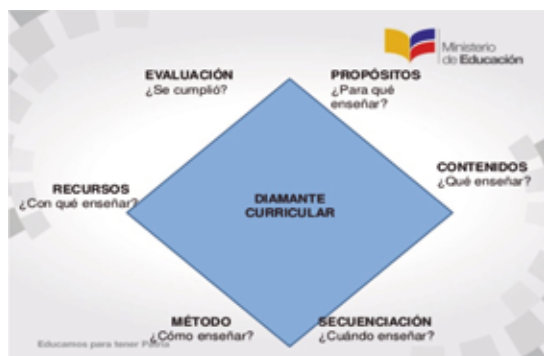 Ministerio
de Educación
EVALUACIÓN
¿Se cumplió?
PROPÓSITOS
¿Para qué
enseñar?
CONTENIDOS
¿Qué enseñar?
RECURSOS
¿Con qué enseñar?
DIAMANTE
CURRICULAR
MÉTODO
¿Cómo enseñar?
SECUENCIACIÓN
¿Cuándo enseñar?
Educamos para tener Patria